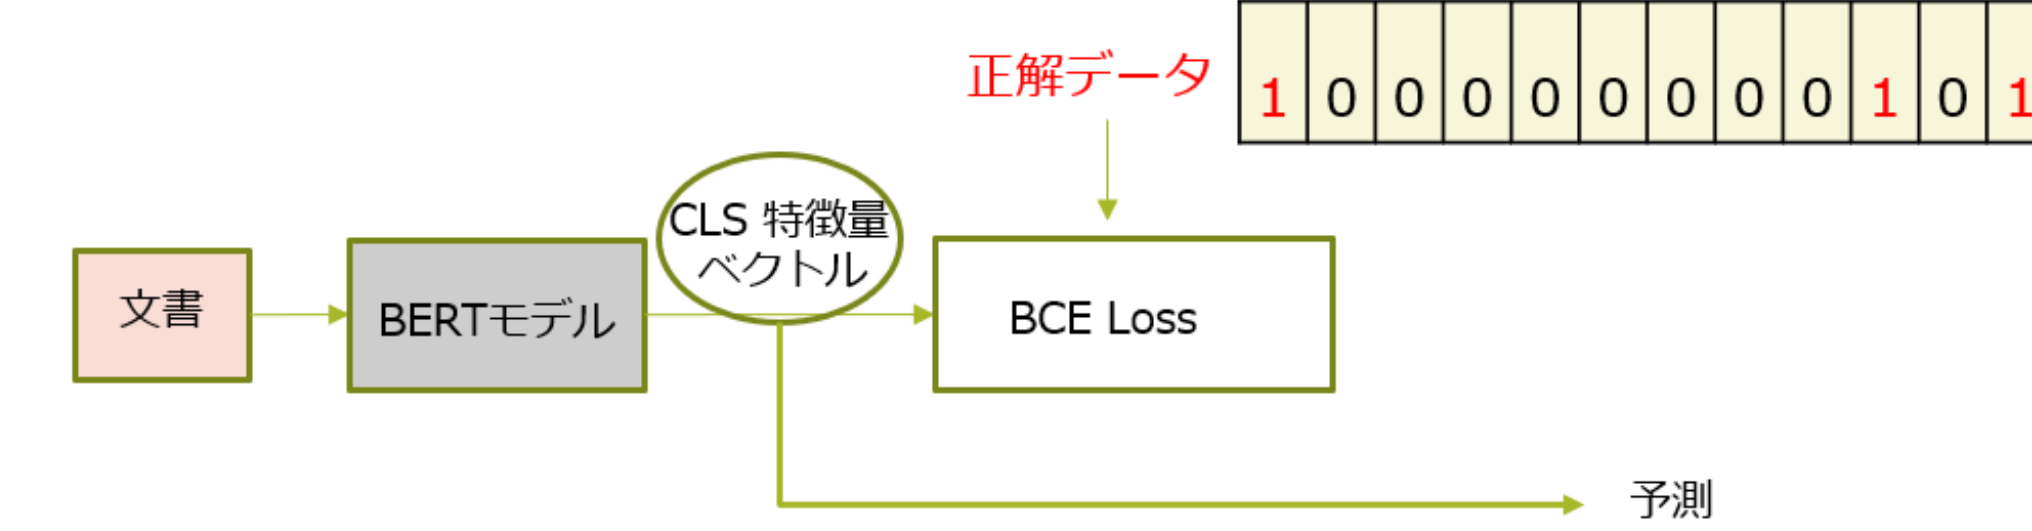 正解データ
1 0 0 0 0 0 0 0 0 1 0 1
CLS 特徴量
ベクトル
文書
BERTモデル
BCE Loss
予測